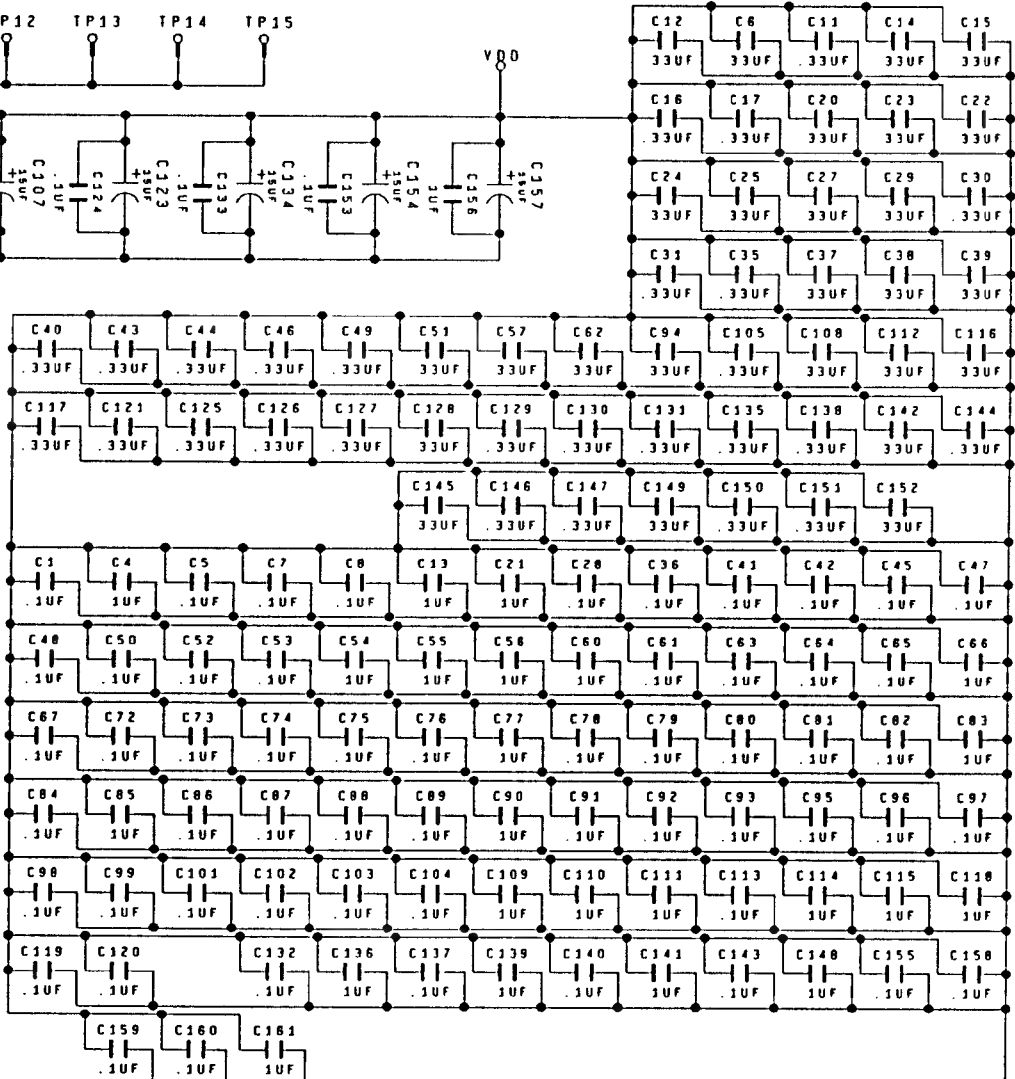 P12 TP13 TP14 TP15
VDD
C107 15UF
C124 .1UF
C123 15UF
C133 .1UF
C134 15UF
C153 .1UF
C154 15UF
C156 .1UF
C157 15UF
C12 C6 C11 C14 C15
.33UF 33UF .33UF 33UF 33UF
C16 C17 C20 C23 C22
.33UF 33UF 33UF 33UF 33UF
C24 C25 C27 C29 C30
33UF 33UF 33UF 33UF 33UF
C31 C35 C37 C38 C39
.33UF .33UF .33UF .33UF .33UF
C40 C43 C44 C46 C49 C51 C57 C62 C94 C105 C108 C112 C116
.33UF .33UF .33UF .33UF .33UF .33UF .33UF .33UF 33UF 33UF 33UF 33UF 33UF
C117 C121 C125 C126 C127 C128 C129 C130 C131 C135 C138 C142 C144
.33UF .33UF .33UF .33UF .33UF 33UF .33UF .33UF .33UF .33UF .33UF .33UF .33UF
C145 C146 C147 C149 C150 C151 C152
33UF .33UF .33UF .33UF .33UF .33UF 33UF
C1 C4 C5 C7 C8 C13 C21 C28 C36 C41 C42 C45 C47
.1UF 1UF .1UF .1UF .1UF 1UF .1UF .1UF 1UF .1UF .1UF .1UF .1UF
C48 C50 C52 C53 C54 C55 C58 C60 C61 C63 C64 C65 C66
.1UF .1UF .1UF .1UF .1UF .1UF .1UF .1UF .1UF .1UF 1UF .1UF 1UF
C67 C72 C73 C74 C75 C76 C77 C78 C79 C80 C81 C82 C83
.1UF .1UF .1UF .1UF .1UF .1UF .1UF .1UF .1UF .1UF .1UF .1UF .1UF
C84 C85 C86 C87 C88 C89 C90 C91 C92 C93 C95 C96 C97
.1UF 1UF .1UF .1UF .1UF .1UF .1UF .1UF .1UF .1UF .1UF .1UF .1UF
C98 C99 C101 C102 C103 C104 C109 C110 C111 C113 C114 C115 C118
.1UF .1UF .1UF .1UF .1UF .1UF 1UF .1UF 1UF 1UF 1UF 1UF 1UF
C119 C120 C132 C136 C137 C139 C140 C141 C143 C148 C155 C158
.1UF .1UF .1UF 1UF .1UF .1UF .1UF 1UF .1UF 1UF .1UF 1UF
C159 C160 C161
.1UF .1UF .1UF